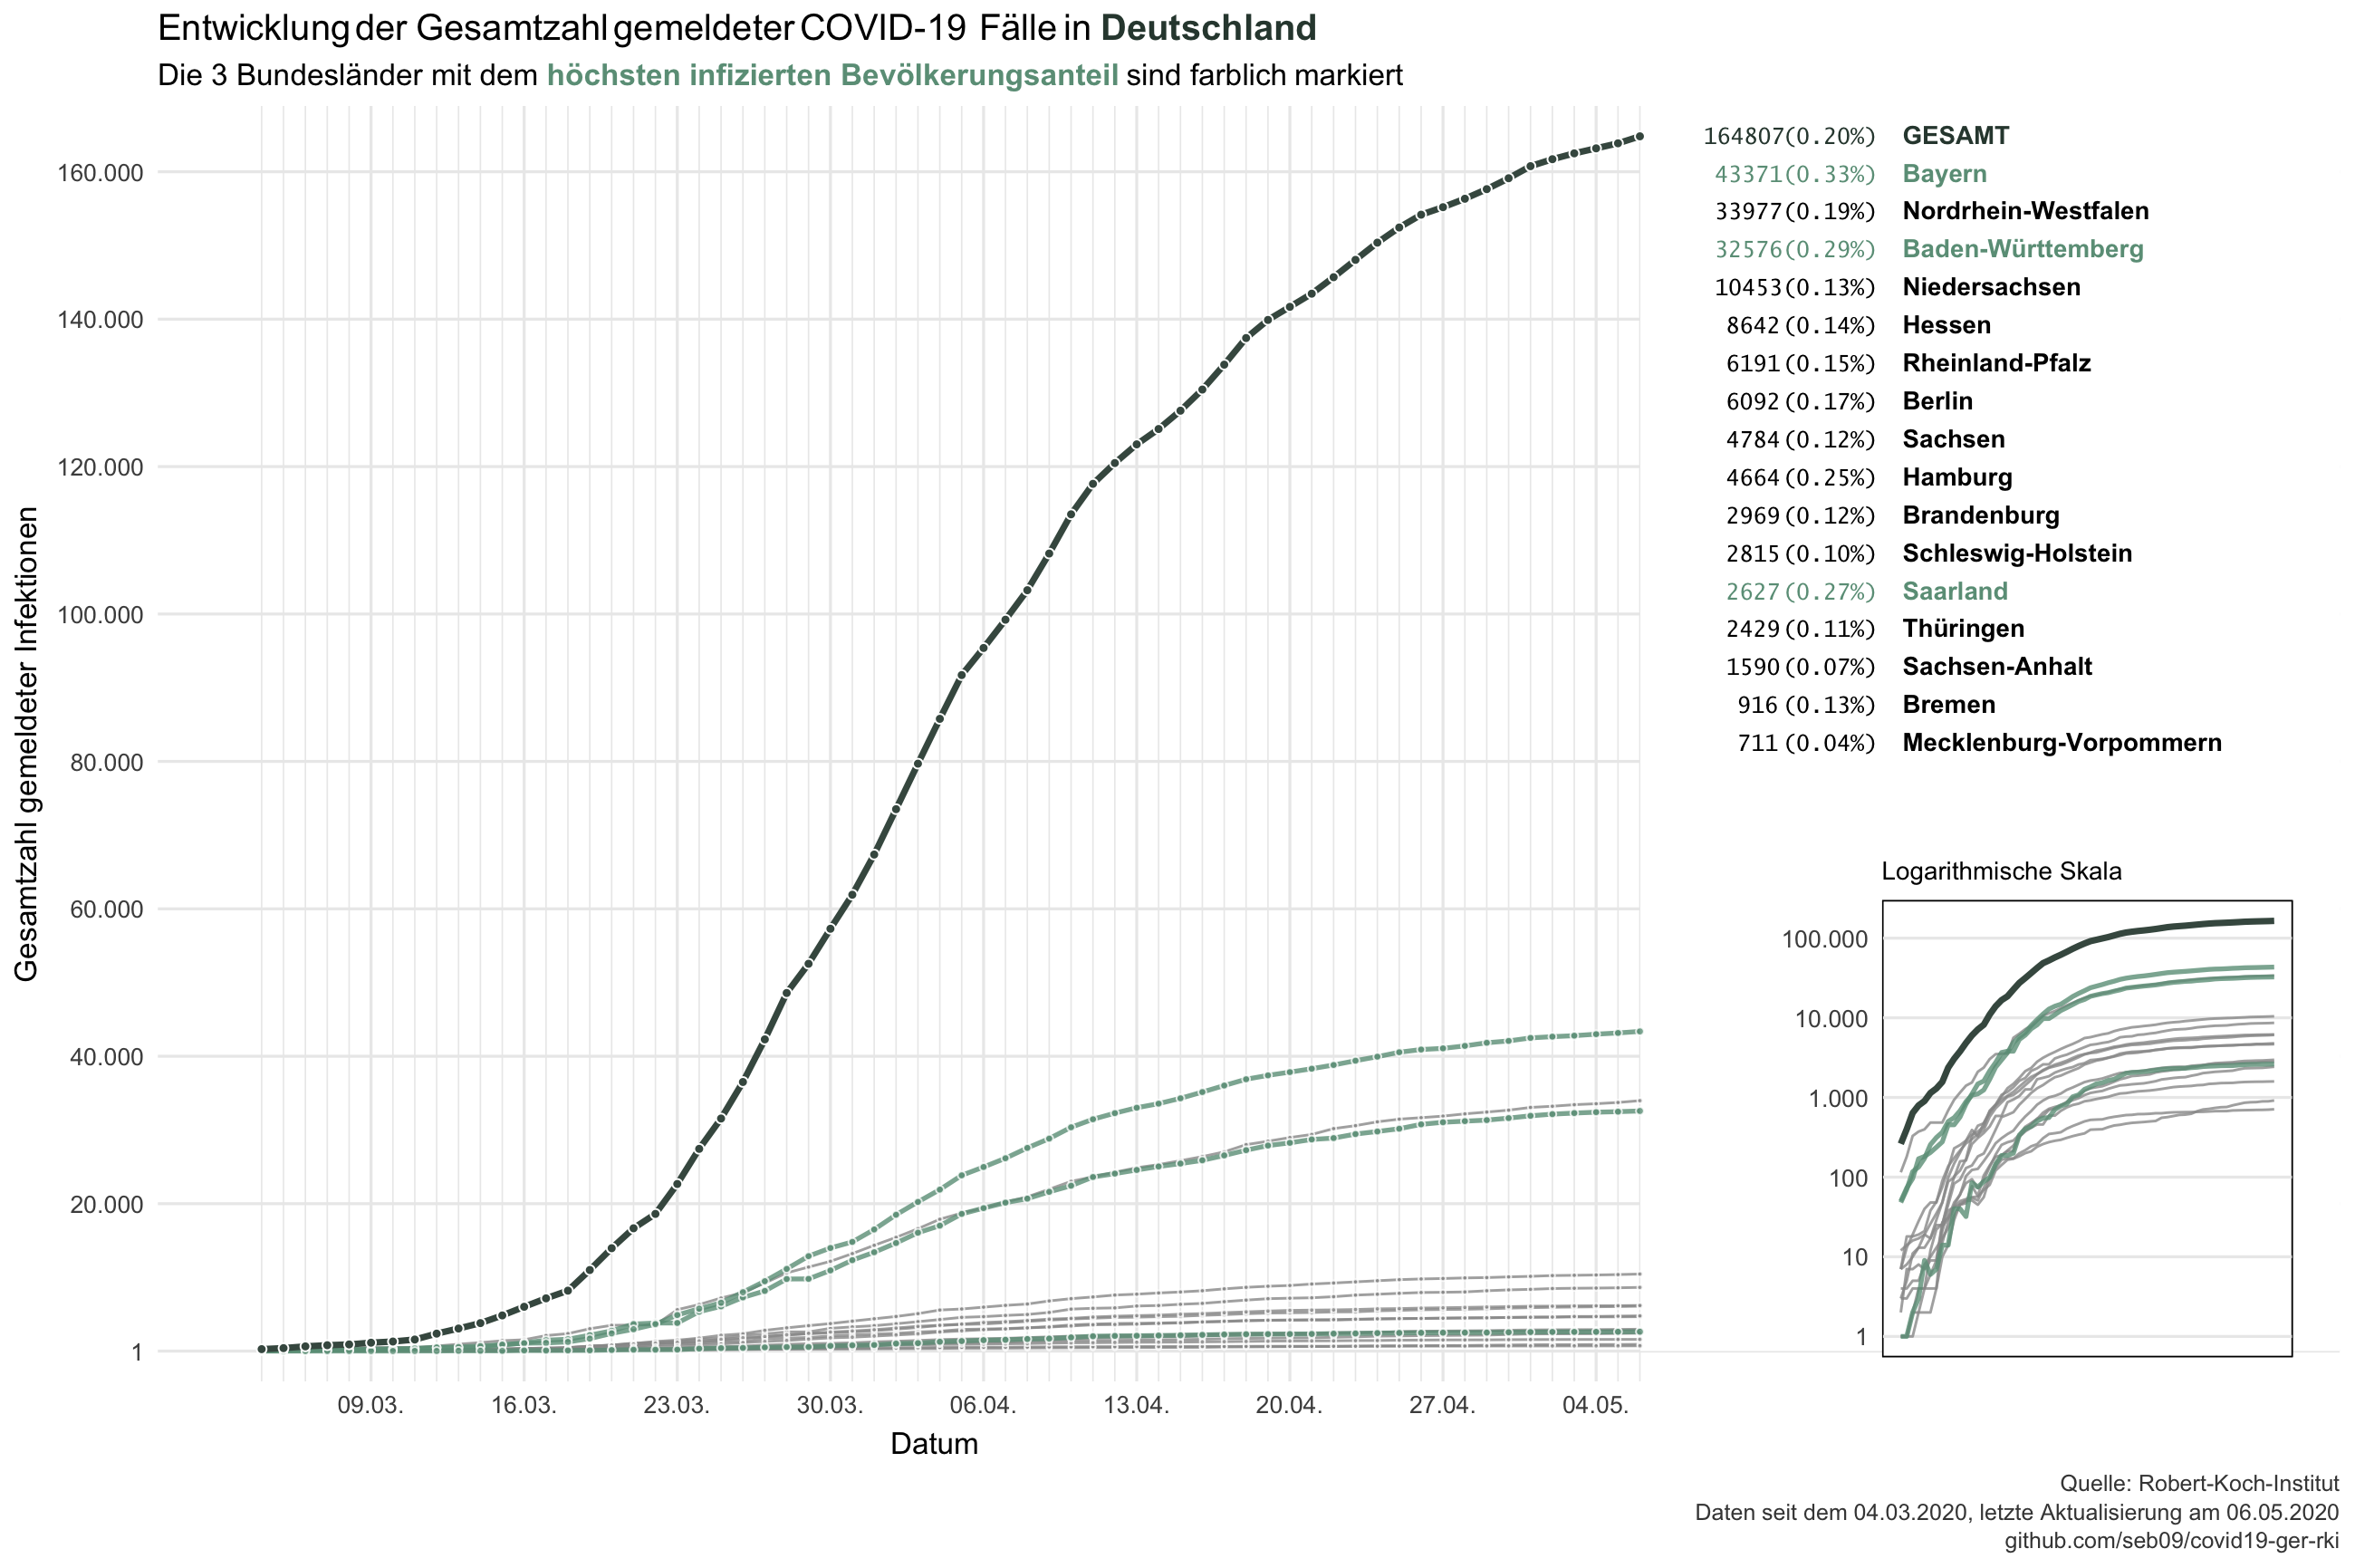 Entwicklung der Gesamtzahl gemeldeter COVID-19 Fälle in Deutschland
Die 3 Bundesländer mit dem höchsten infizierten Bevölkerungsanteil sind farblich markiert
Gesamtzahl gemeldeter Infektionen
160.000
140.000
120.000
100.000
80.000
60.000
40.000
20.000
1
09.03. 16.03. 23.03. 30.03. 06.04. 13.04. 20.04. 27.04. 04.05.
Datum
164807(0.20%) GESAMT
43371(0.33%) Bayern
33977(0.19%) Nordrhein-Westfalen
32576(0.29%) Baden-Württemberg
10453(0.13%) Niedersachsen
8642(0.14%) Hessen
6191(0.15%) Rheinland-Pfalz
6092(0.17%) Berlin
4784(0.12%) Sachsen
4664(0.25%) Hamburg
2969(0.12%) Brandenburg
2815(0.10%) Schleswig-Holstein
2627(0.27%) Saarland
2429(0.11%) Thüringen
1590(0.07%) Sachsen-Anhalt
916 (0.13%) Bremen
711 (0.04%) Mecklenburg-Vorpommern
Logarithmische Skala
100.000
10.000
1.000
100
10
1
Quelle: Robert-Koch-Institut
Daten seit dem 04.03.2020, letzte Aktualisierung am 06.05.2020
github.com/seb09/covid19-ger-rki